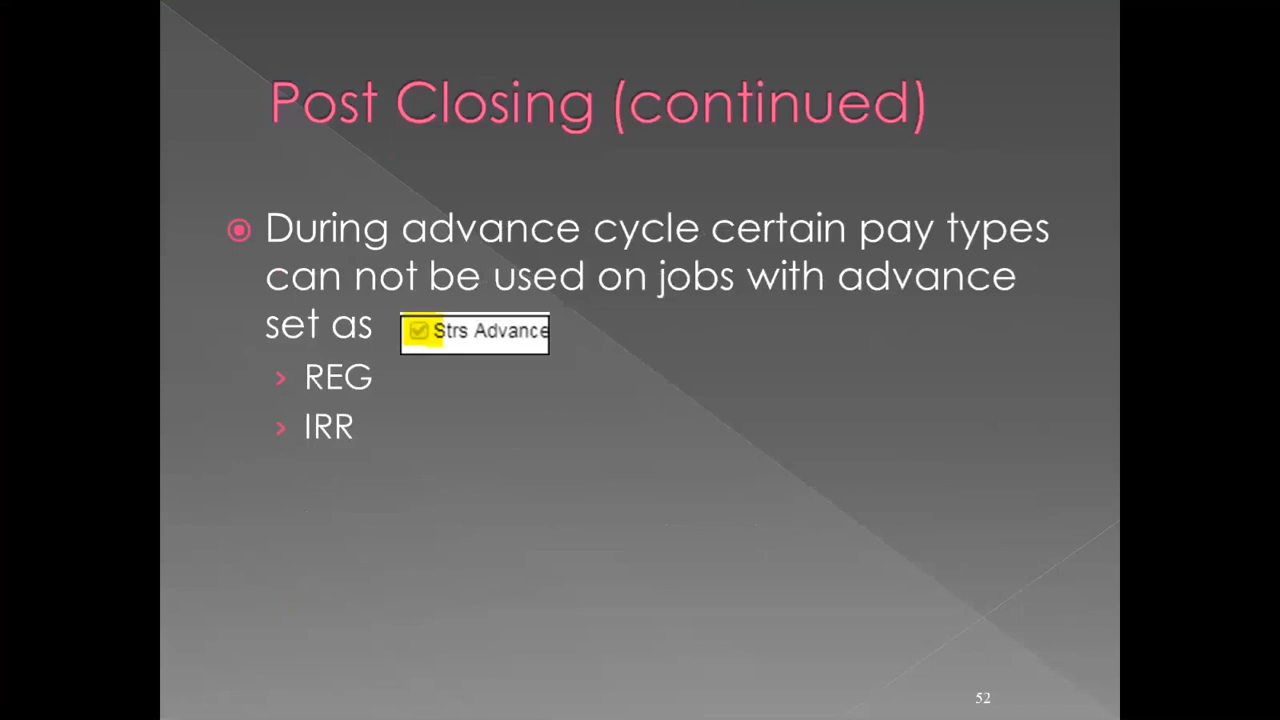 Post Closing (continued)
During advance cycle certain pay types
can not be used on jobs with advance
set as Strs Advance
REG
IRR
52